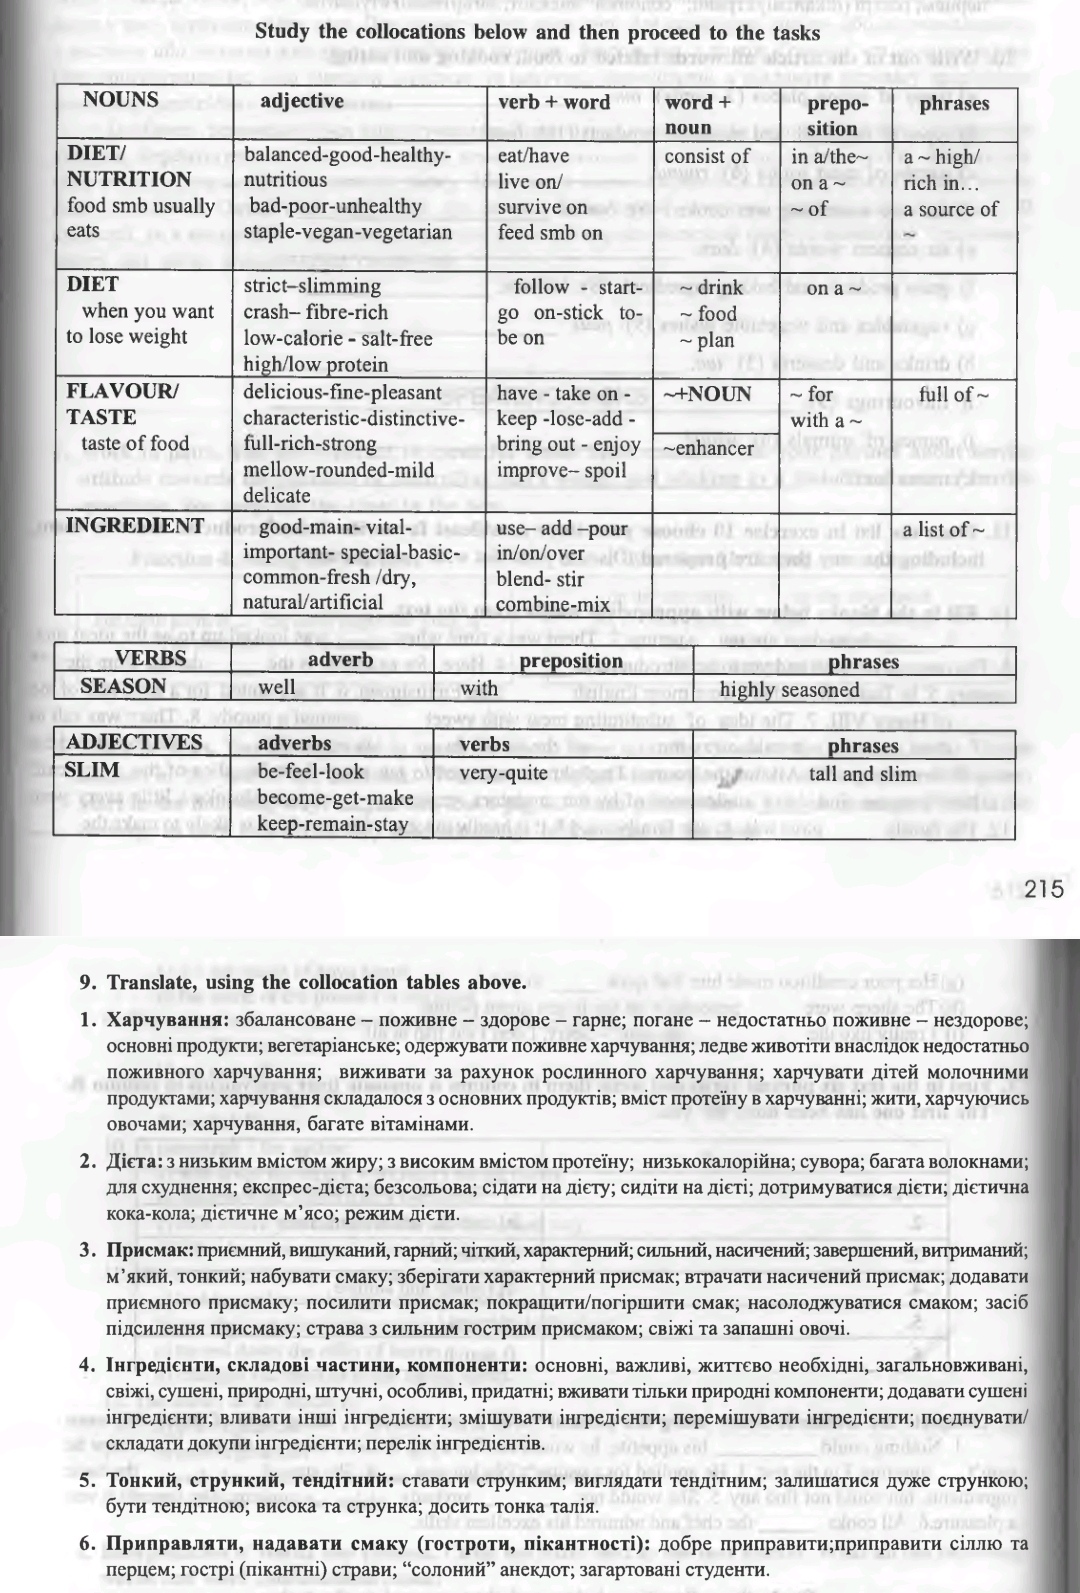 Study the collocations below and then proceed to the tasks
NOUNS adjective verb + word word + prepo- phrases
noun sition
DIET/ balanced-good-healthy- eat/have consist of in a/the~ a ~ high/
NUTRITION nutritious live on/ on a ~ rich in...
food smb usually bad-poor-unhealthy survive on ~ of a source of
eats staple-vegan-vegetarian feed smb on ~
DIET strict–slimming follow - start- ~ drink on a ~
when you want crash– fibre-rich go on-stick to- ~ food
to lose weight low-calorie - salt-free be on ~ plan
high/low protein
FLAVOUR/ delicious-fine-pleasant have - take on - ~+NOUN ~ for full of ~
TASTE characteristic-distinctive- keep -lose-add - with a ~
taste of food full-rich-strong bring out - enjoy ~enhancer
mellow-rounded-mild improve-- spoil
delicate
INGREDIENT good-main- vital- use– add –pour a list of ~
important- special-basic- in/on/over
common-fresh /dry, blend- stir
natural/artificial combine-mix
VERBS adverb preposition phrases
SEASON well with highly seasoned
ADJECTIVES adverbs verbs phrases
SLIM be-feel-look very-quite tall and slim
become-get-make
keep-remain-stay
215
9. Translate, using the collocation tables above.
1. Харчування: збалансоване – поживне – здорове – гарне; погане – недостатньо поживне – нездорове;
основні продукти; вегетаріанське; одержувати поживне харчування; ледве животіти внаслідок недостатньо
поживного харчування; виживати за рахунок рослинного харчування; харчувати дітей молочними
продуктами; харчування складалося з основних продуктів; вміст протеїну в харчуванні; жити, харчуючись
овочами; харчування, багате вітамінами.
2. Дієта: з низьким вмістом жиру; з високим вмістом протеїну; низькокалорійна; сувора; багата волокнами;
для схуднення; експрес-дієта; безсольова; сідати на дієту; сидіти на дієті; дотримуватися дієти; дієтична
кока-кола; дієтичне м’ясо; режим дієти.
3. Присмак: приємний, вишуканий, гарний; чіткий, характерний; сильний, насичений; завершений, витриманий;
м’який, тонкий; набувати смаку; зберігати характерний присмак; втрачати насичений присмак; додавати
приємного присмаку; посилити присмак; покращити/погіршити смак; насолоджуватися смаком; засіб
підсилення присмаку; страва з сильним гострим присмаком; свіжі та запашні овочі.
4. Інгредієнти, складові частини, компоненти: основні, важливі, життєво необхідні, загальновживані,
свіжі, сушені, природні, штучні, особливі, придатні; вживати тільки природні компоненти; додавати сушені
інгредієнти; вливати інші інгредієнти; змішувати інгредієнти; перемішувати інгредієнти; поєднувати/
складати докупи інгредієнти; перелік інгредієнтів.
5. Тонкий, стрункий, тендітний: ставати струнким; виглядати тендітним; залишатися дуже стрункою;
бути тендітною; висока та струнка; досить тонка талія.
6. Приправляти, надавати смаку (гостроти, пікантності): добре приправити;приправити сіллю та
перцем; гострі (пікантні) страви; “солоний” анекдот; загартовані студенти.